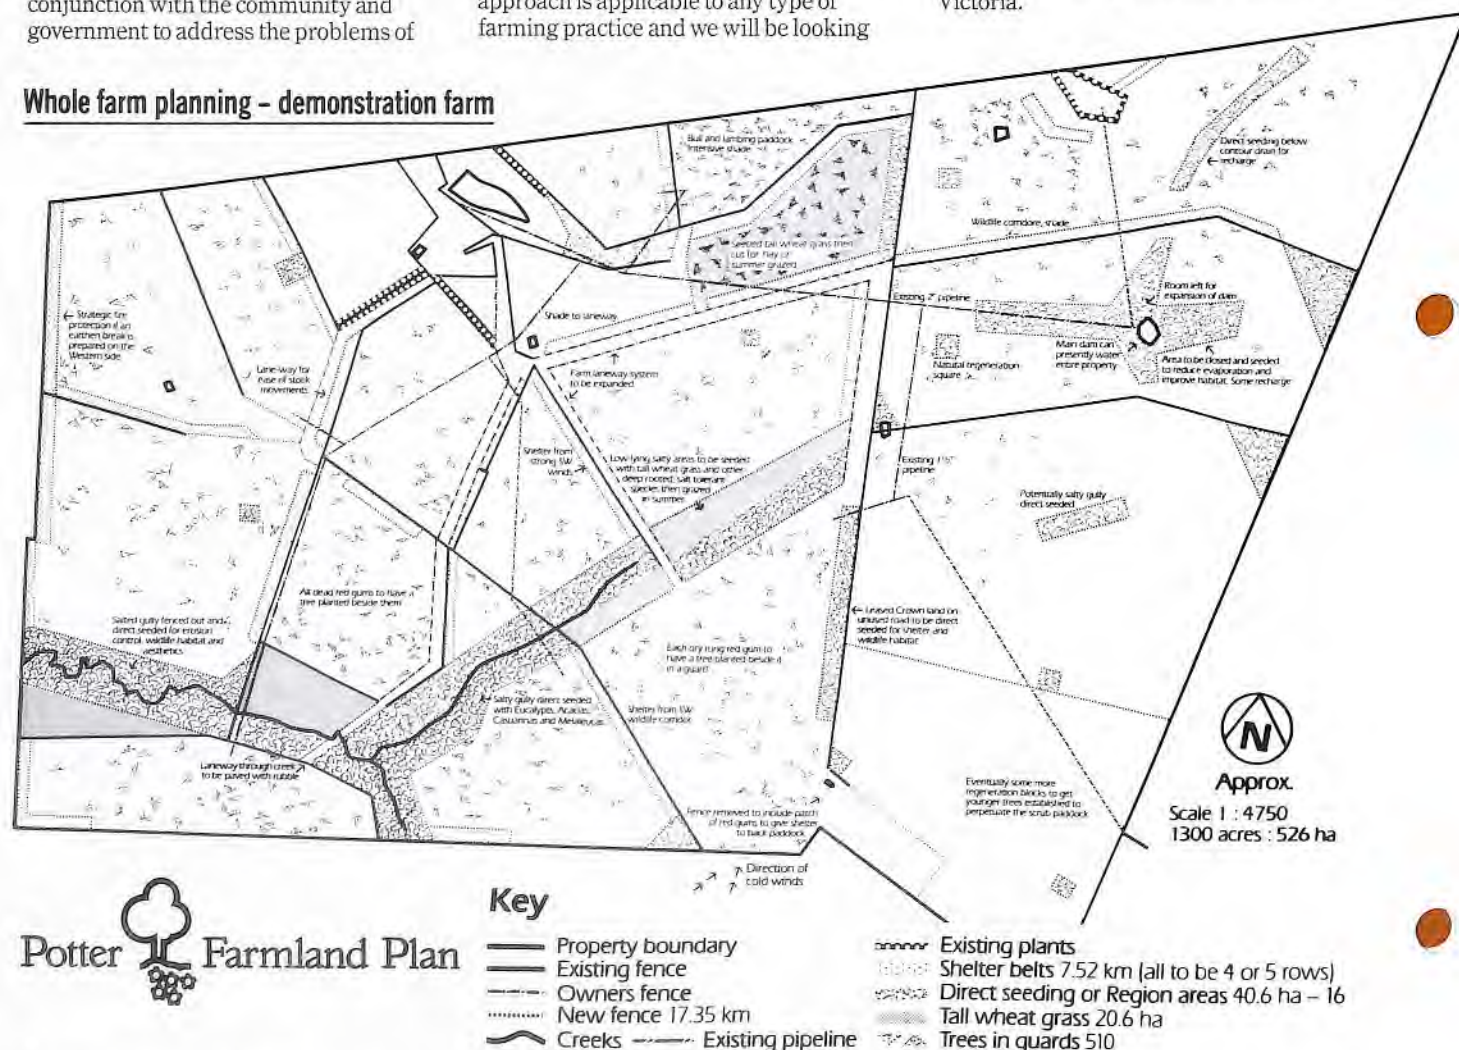 conjunction with the community and
government to address the problems of
approach is applicable to any type of
farming practice and we will be looking
Victoria.
Whole farm planning – demonstration farm
Bull and lambing paddock
Intensive shade
Direct seeding below
contour drain for
recharge
Wildlife corridore, shade
Seeded tall wheat grass then
cut for hay or
summer grazed
Room left for
expansion of dam
Existing 2" pipeline
Strategic fire
protection if an
earthen break is
prepared on the
Western side
Shade to laneway
Main dam can
presently water
entire property
Area to be closed and seeded
to reduce evaporation and
improve habitat. Some recharge
Natural regeneration
square
Lane-way for
ease of stock
movements
Farm laneway system
to be expanded
Shelter from
strong SW
winds
Low-lying salty areas to be seeded
with tall wheat grass and other
deep rooted, salt tolerant
species, then grazed
in summer
Existing 1½"
pipeline
Potentially salty gully
direct seeded
All dead red gums to have a
tree planted beside them
Salted gully fenced out and
direct seeded for erosion
control, wildlife habitat and
aesthetics
Leased Crown land on
unused road to be direct
seeded for shelter and
wildlife habitat
Each dry rung red gum to
have a tree planted beside it
in a guard
Salty gully direct seeded
with Eucalypts, Acacias,
Casuarinas and Melaleucas
Shelter from SW
wildlife corridor
Laneway through creek
to be paved with rubble
Eventually some more
regeneration blocks to get
younger trees established to
perpetuate the scrub paddock
Fence removed to include patch
of red gums to give shelter
to back paddock
Direction of
cold winds
N
Approx.
Scale 1 : 4750
1300 acres : 526 ha
Potter Farmland Plan
Key
Property boundary
Existing fence
Owners fence
New fence 17.35 km
Creeks
Existing pipeline
Existing plants
Shelter belts 7.52 km (all to be 4 or 5 rows)
Direct seeding or Region areas 40.6 ha – 16
Tall wheat grass 20.6 ha
Trees in guards 510